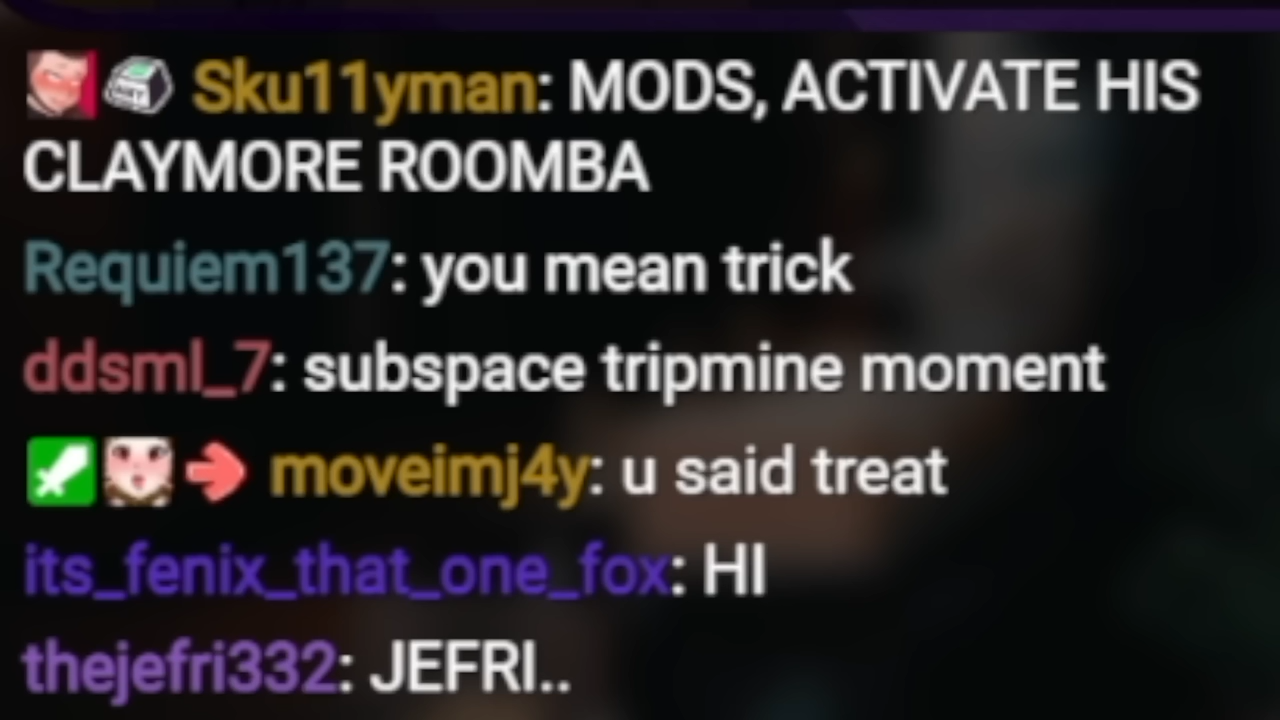 Sku11yman: MODS, ACTIVATE HIS
CLAYMORE ROOMBA
Requiem137: you mean trick
ddsml_7: subspace tripmine moment
moveimj4y: u said treat
its_fenix_that_one_fox: HI
thejefri332: JEFRI..